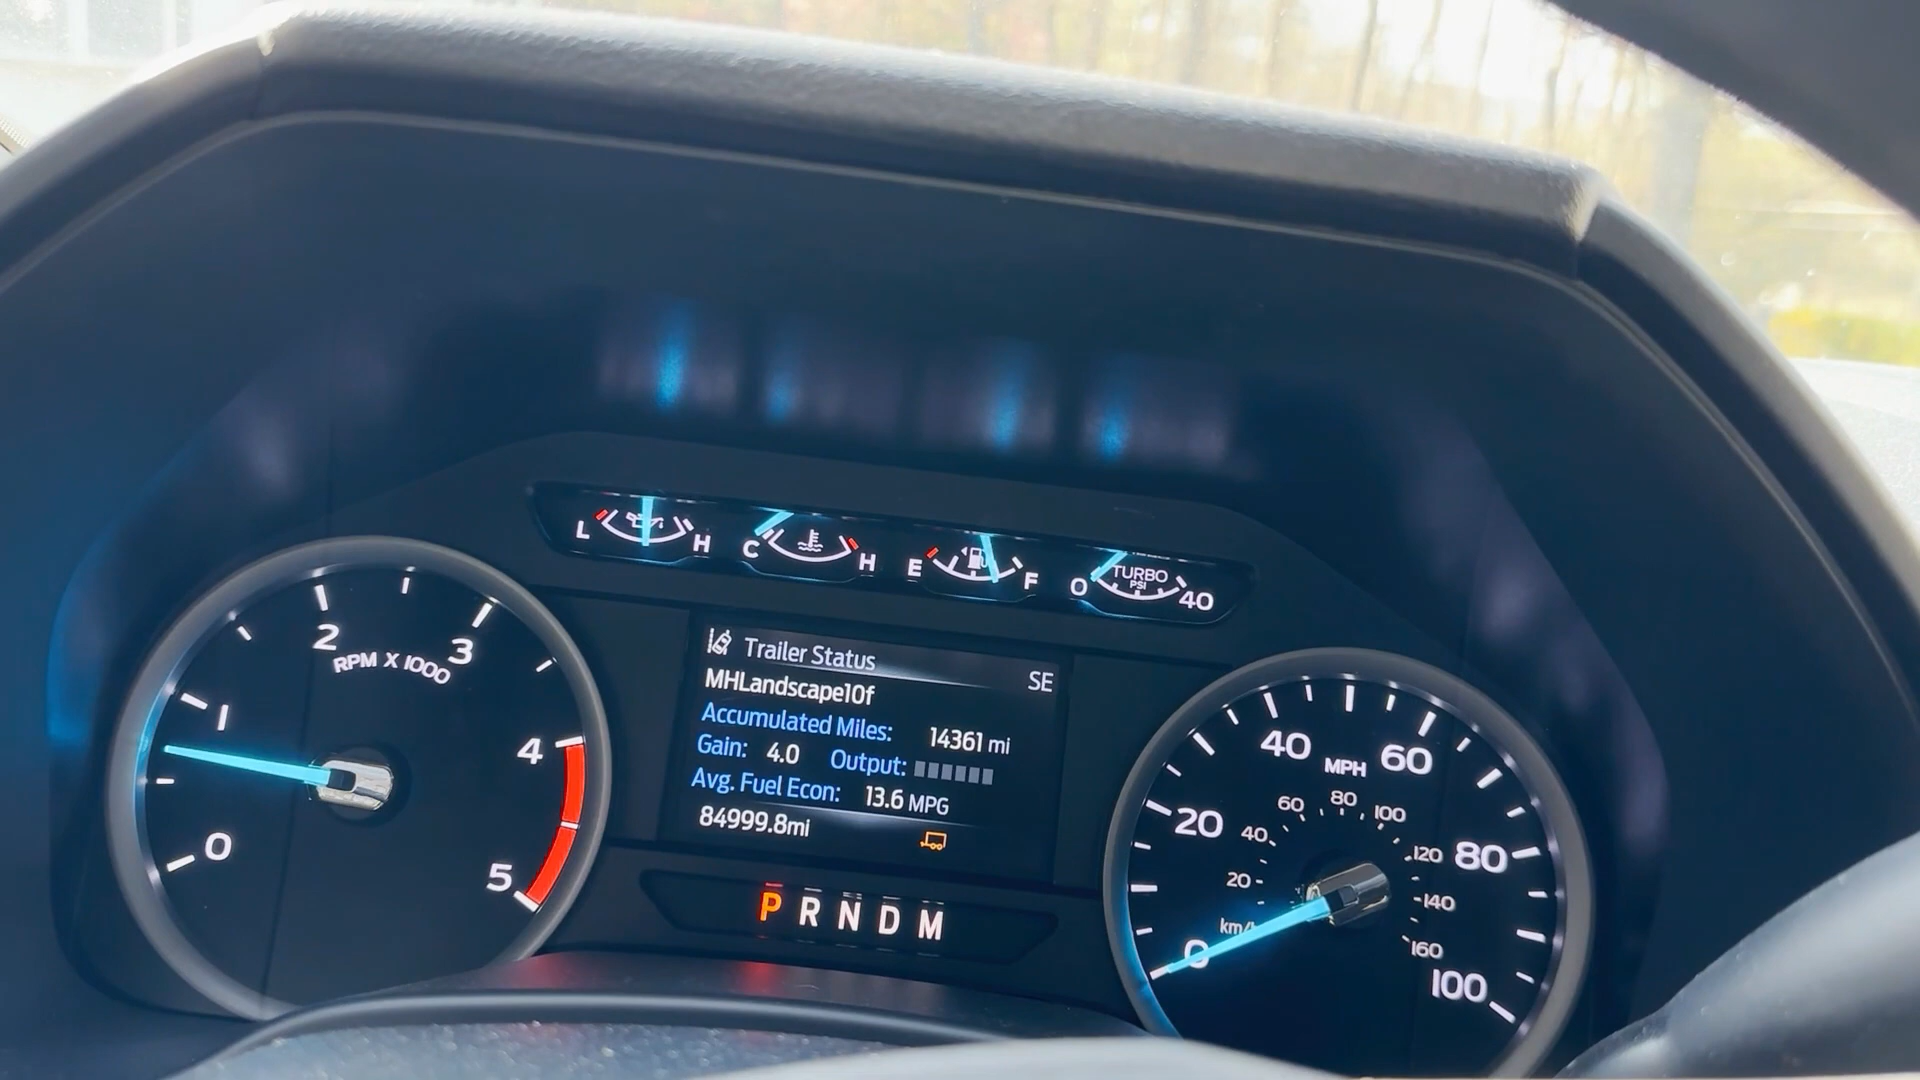 L H C H E F 0 TURBO PSI 40
Trailer Status
SE
MHLandscape10f
Accumulated Miles: 14361 mi
Gain: 4.0 Output:
Avg. Fuel Econ: 13.6 MPG
84999.8mi
P R N D M
0 1 2 3 4 5
RPM X 1000
0 20 40 60 80 100
MPH
20 40 60 80 100 120 140 160
km/